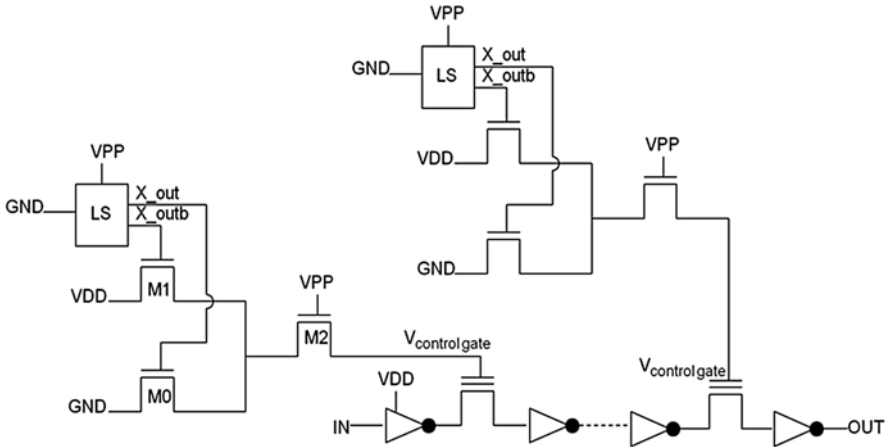 VPP
GND
LS
X_out
X_outb
VDD
GND
VPP
VPP
GND
LS
X_out
X_outb
VDD
M1
GND
M0
VPP
M2
Vcontrol gate
Vcontrol gate
VDD
IN
OUT